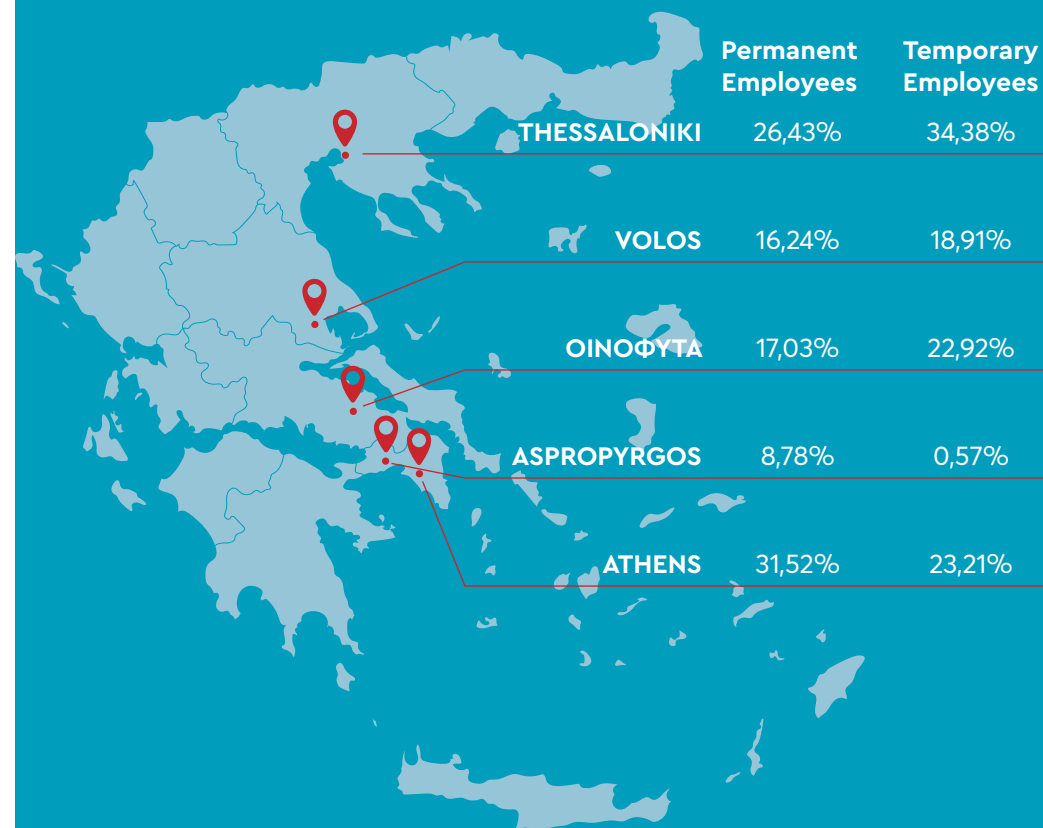 Permanent Temporary
Employees Employees
THESSALONIKI 26,43% 34,38%
VOLOS 16,24% 18,91%
ΟΙΝΟΦΥΤΑ 17,03% 22,92%
ASPROPYRGOS 8,78% 0,57%
ATHENS 31,52% 23,21%